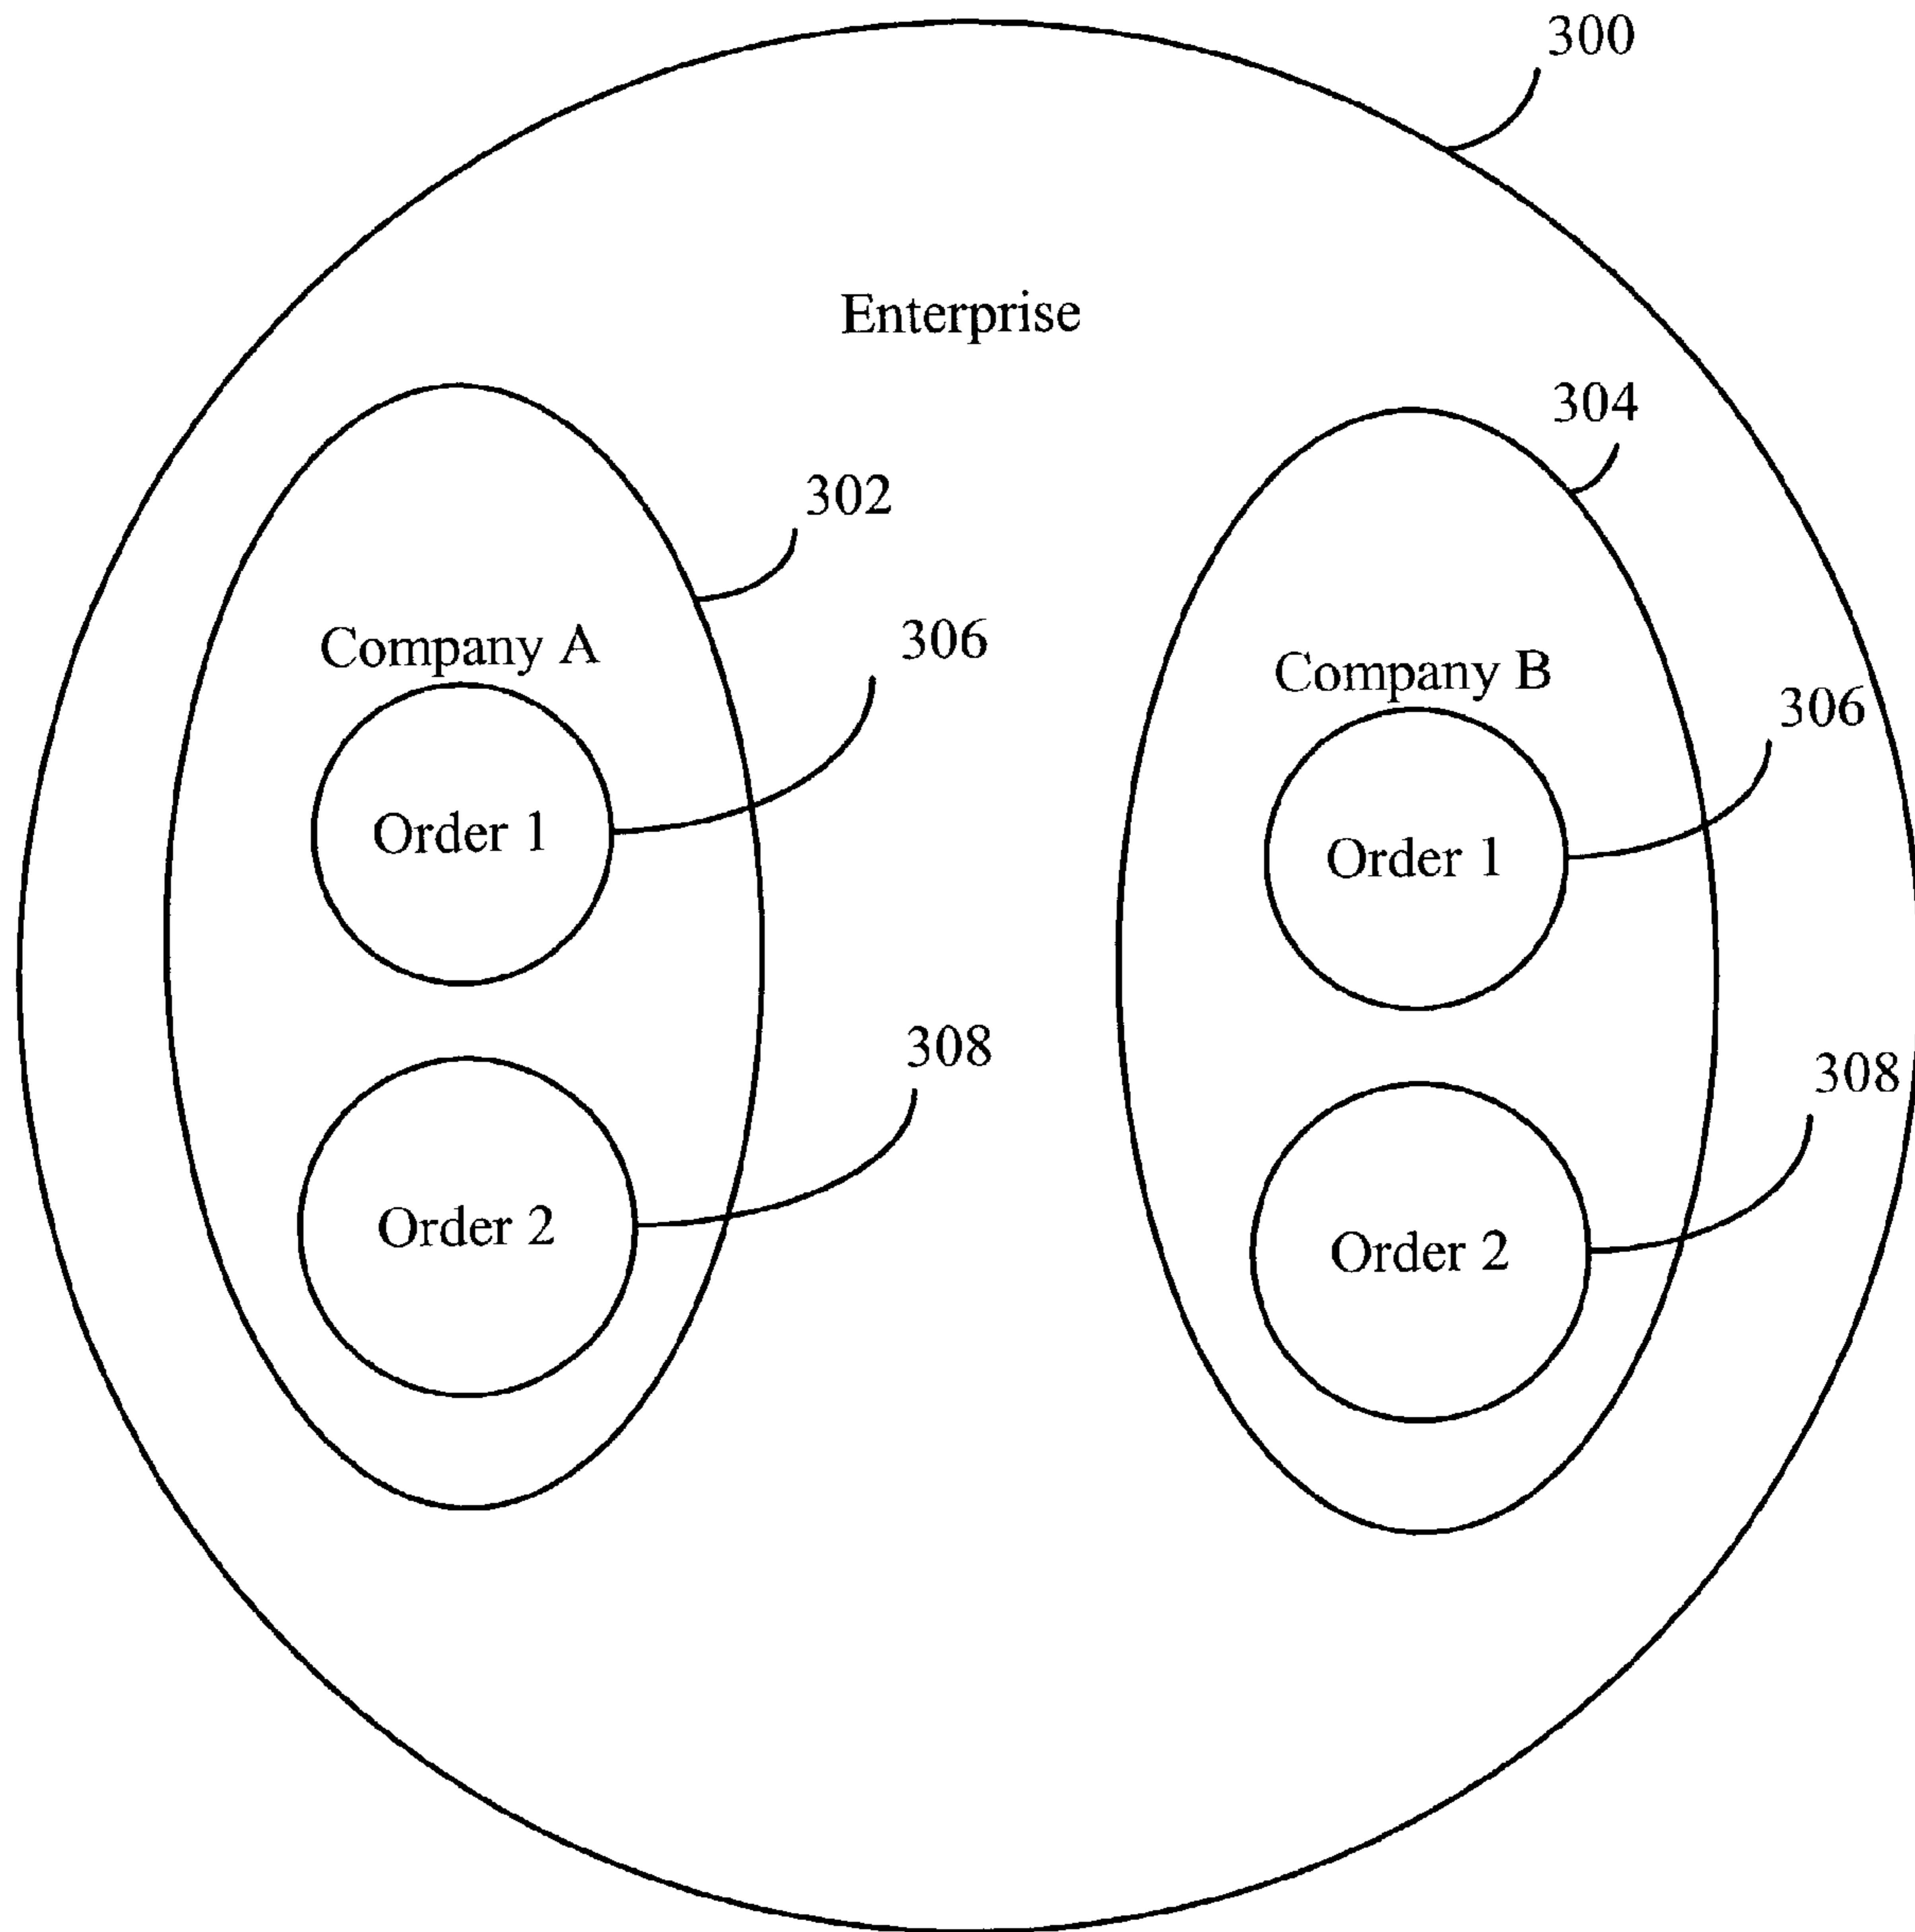 300
Enterprise
304
302
Company A
306
Company B
306
Order 1
Order 1
308
308
Order 2
Order 2